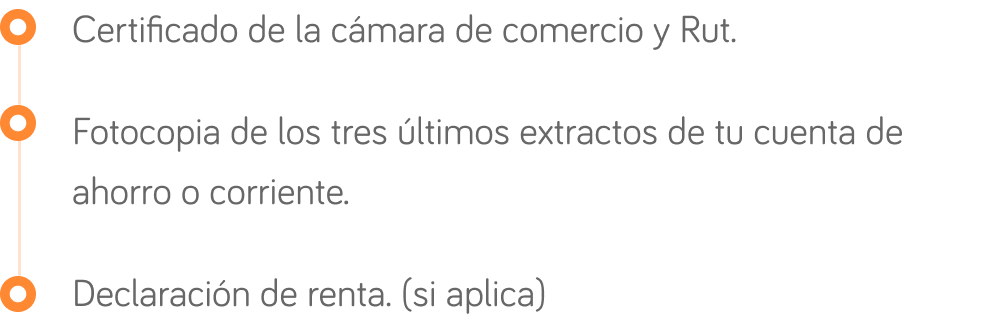 Certificado de la cámara de comercio y Rut.
Fotocopia de los tres últimos extractos de tu cuenta de
ahorro o corriente.
Declaración de renta. (si aplica)